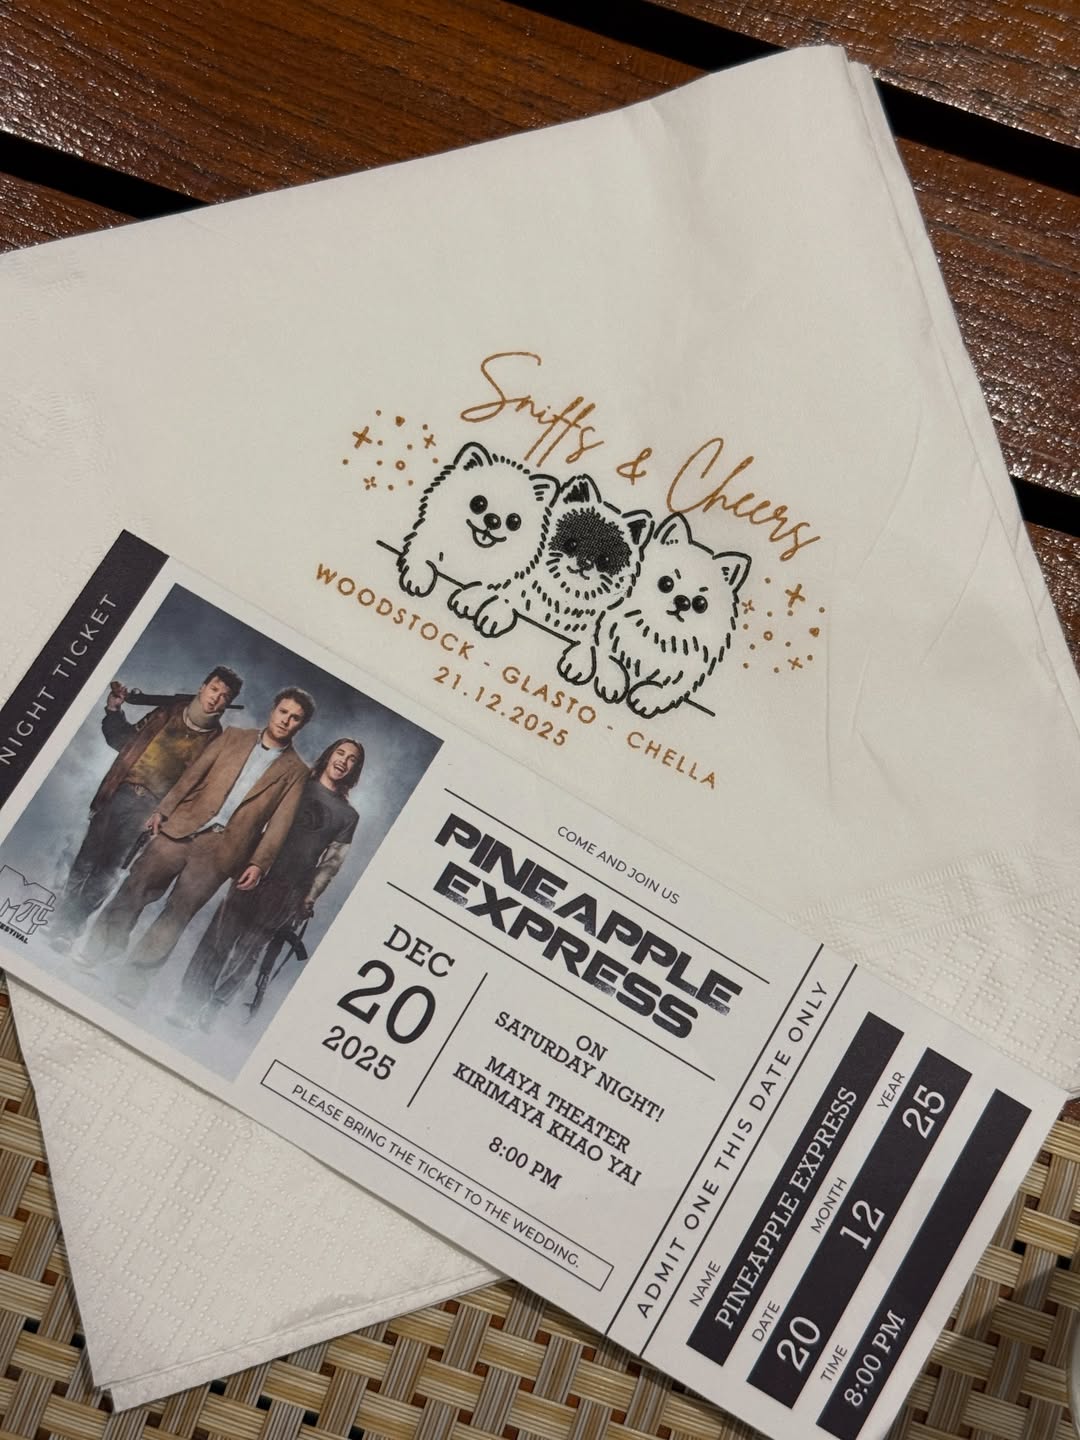 Sniffs & Cheers
WOODSTOCK - GLASTO - CHELLA
21.12.2025
NIGHT TICKET
FESTIVAL
COME AND JOIN US
PINEAPPLE
EXPRESS
DEC
20
2025
ON
SATURDAY NIGHT!
MAYA THEATER
KIRIMAYA KHAO YAI
8:00 PM
PLEASE BRING THE TICKET TO THE WEDDING.
ADMIT ONE THIS DATE ONLY
NAME
PINEAPPLE EXPRESS
DATE MONTH YEAR
20 12 25
TIME
8:00 PM